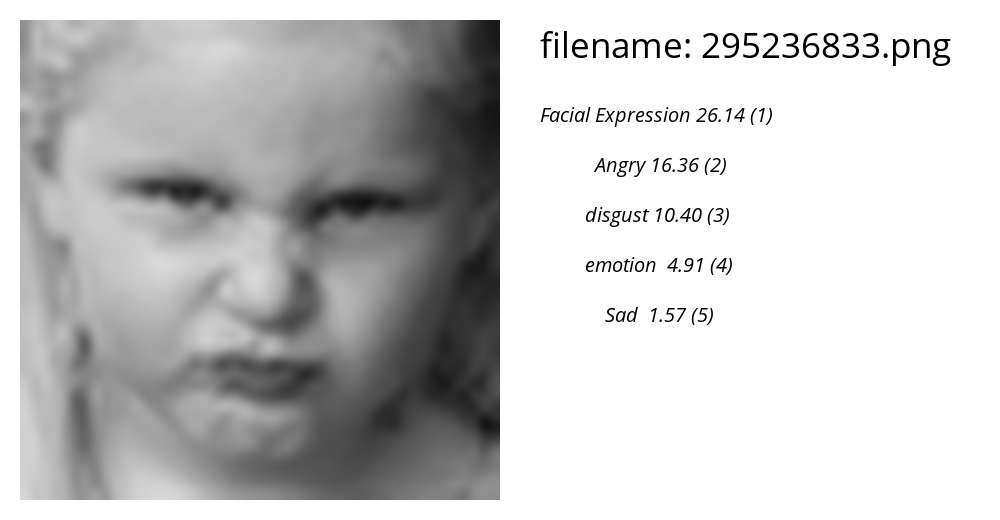 filename: 295236833.png
Facial Expression 26.14 (1)
Angry 16.36 (2)
disgust 10.40 (3)
emotion 4.91 (4)
Sad 1.57 (5)